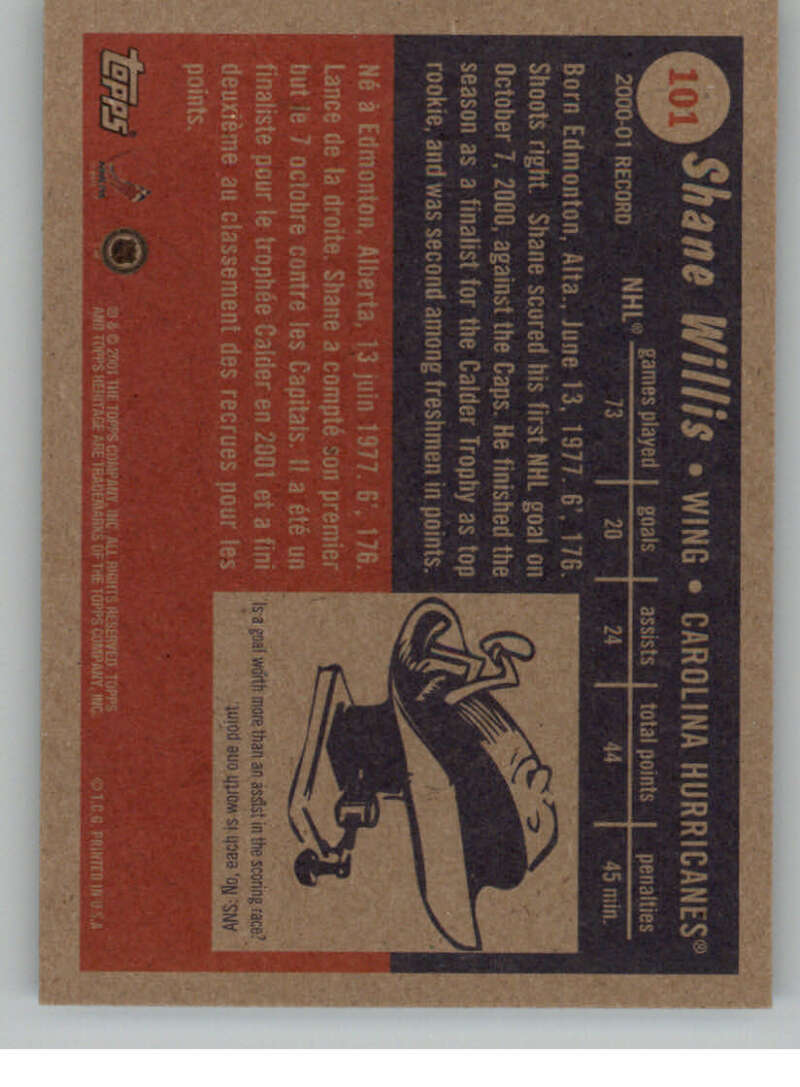 101
Shane Willis • WING • CAROLINA HURRICANES®
2000-01 RECORD
games played goals assists total points penalties
NHL® 73 20 24 44 45 min.
Born Edmonton, Alta., June 13, 1977. 6', 176.
Shoots right. Shane scored his first NHL goal on
October 7, 2000, against the Caps. He finished the
season as a finalist for the Calder Trophy as top
rookie, and was second among freshmen in points.
Né à Edmonton, Alberta, 13 juin 1977. 6', 176.
Lance de la droite. Shane a compté son premier
but le 7 octobre contre les Capitals. Il a été un
finaliste pour le trophée Calder en 2001 et a fini
deuxième au classement des recrues pour les
points.
Is a goal worth more than an assist in the scoring race?
ANS: No, each is worth one point.
topps®
® & © 2001 THE TOPPS COMPANY, INC. ALL RIGHTS RESERVED. TOPPS
AND TOPPS HERITAGE ARE TRADEMARKS OF THE TOPPS COMPANY, INC.
© T.C.G. PRINTED IN U.S.A.